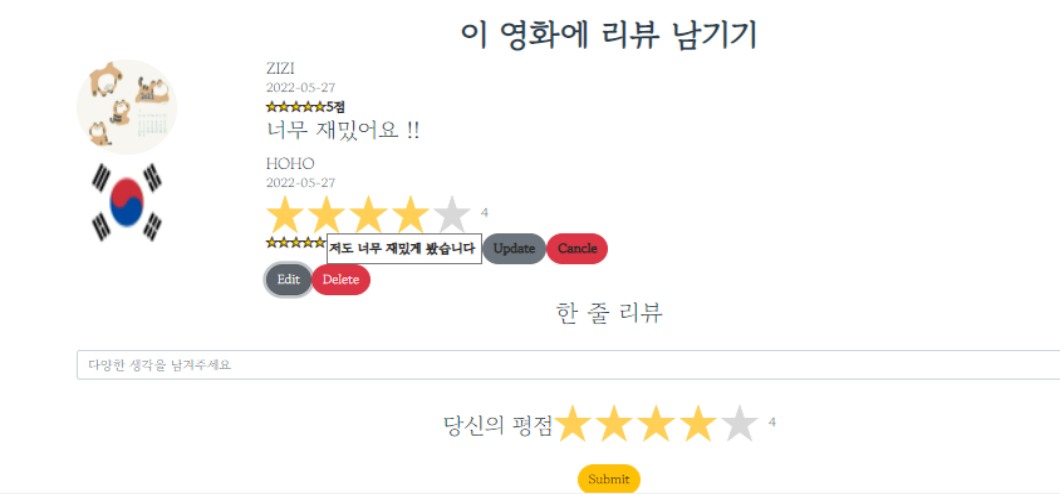 이 영화에 리뷰 남기기
ZIZI
2022-05-27
★★★★★5점
너무 재밌어요 !!
HOHO
2022-05-27
4
★★★★★ 저도 너무 재밌게 봤습니다 Update Cancle
Edit Delete
한 줄 리뷰
다양한 생각을 남겨주세요
당신의 평점 4
Submit